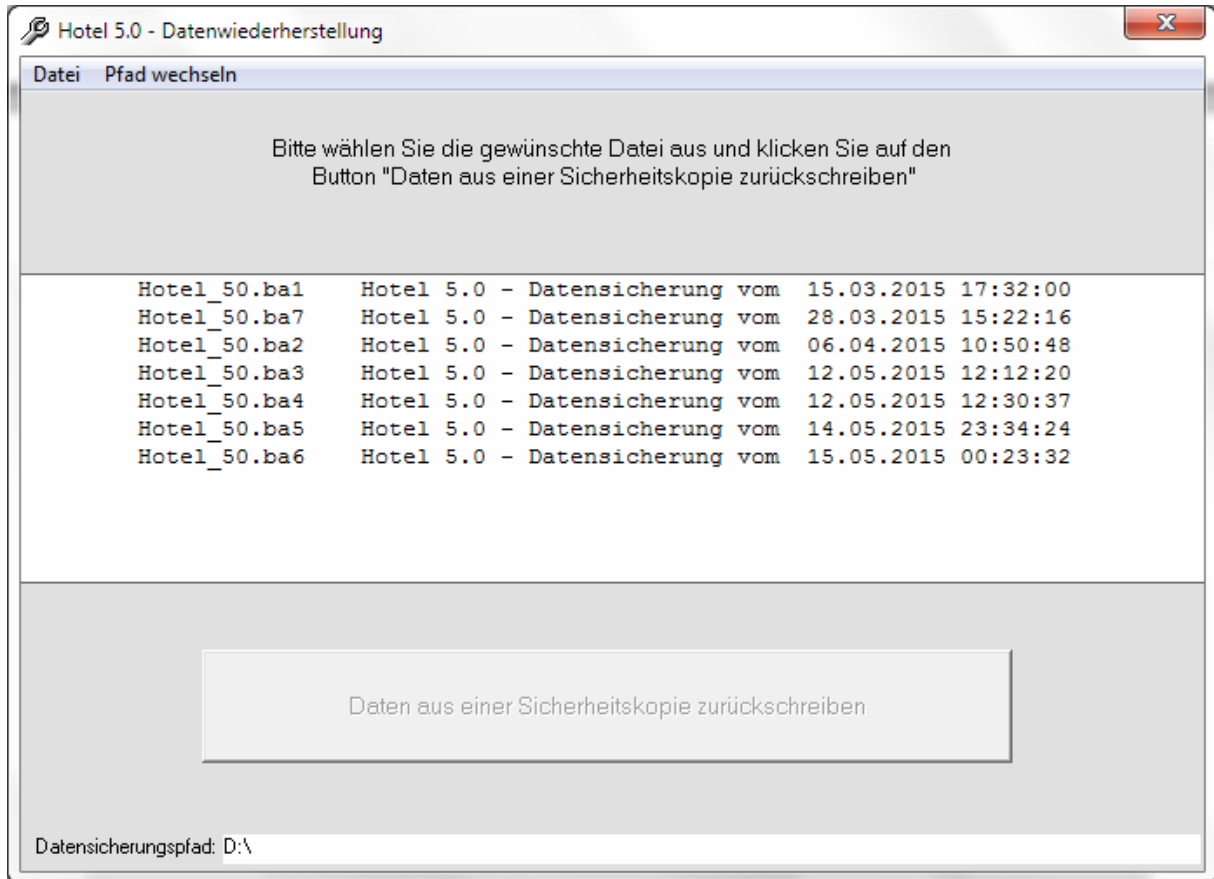 Hotel 5.0 - Datenwiederherstellung
Datei Pfad wechseln
Bitte wählen Sie die gewünschte Datei aus und klicken Sie auf den
Button "Daten aus einer Sicherheitskopie zurückschreiben"
Hotel_50.ba1 Hotel 5.0 - Datensicherung vom 15.03.2015 17:32:00
Hotel_50.ba7 Hotel 5.0 - Datensicherung vom 28.03.2015 15:22:16
Hotel_50.ba2 Hotel 5.0 - Datensicherung vom 06.04.2015 10:50:48
Hotel_50.ba3 Hotel 5.0 - Datensicherung vom 12.05.2015 12:12:20
Hotel_50.ba4 Hotel 5.0 - Datensicherung vom 12.05.2015 12:30:37
Hotel_50.ba5 Hotel 5.0 - Datensicherung vom 14.05.2015 23:34:24
Hotel_50.ba6 Hotel 5.0 - Datensicherung vom 15.05.2015 00:23:32
Daten aus einer Sicherheitskopie zurückschreiben
Datensicherungspfad: D:\